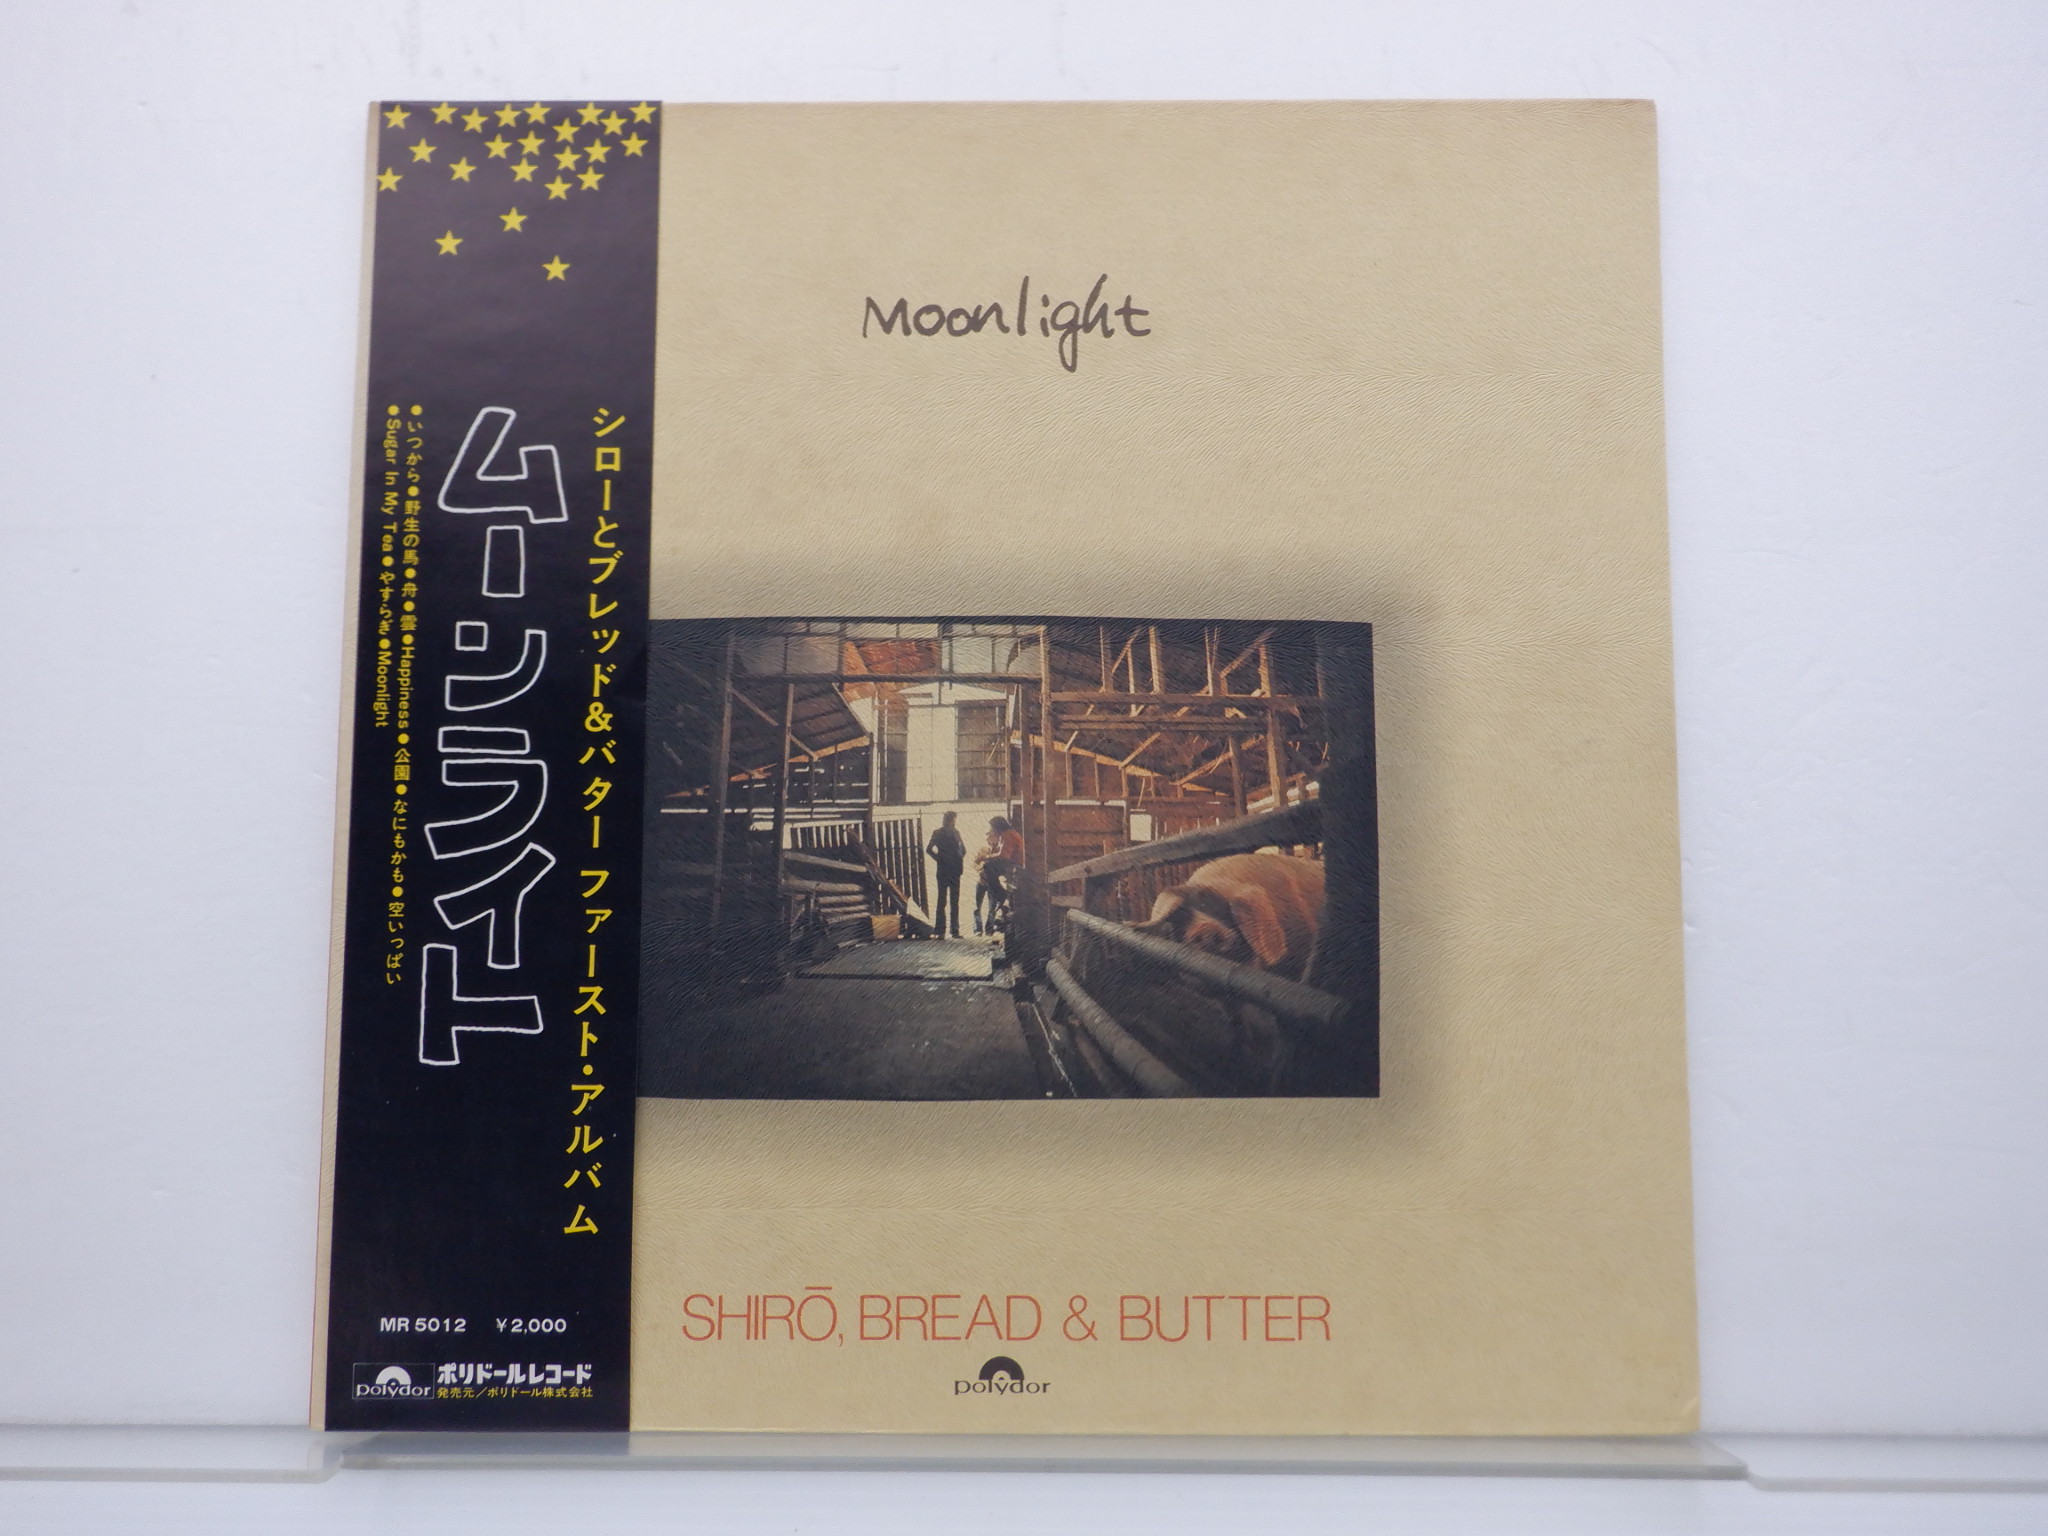 シローとブレッド&バター ファースト・アルバム
ムーンライト
●いつから●野生の馬●舟●雲●Happiness●公園●なにもかも●空いっぱい
●Sugar In My Tea●やすらぎ●Moonlight
MR 5012 ¥2,000
polydor
ポリドールレコード
発売元/ポリドール株式会社
Moonlight
SHIRŌ, BREAD & BUTTER
polydor